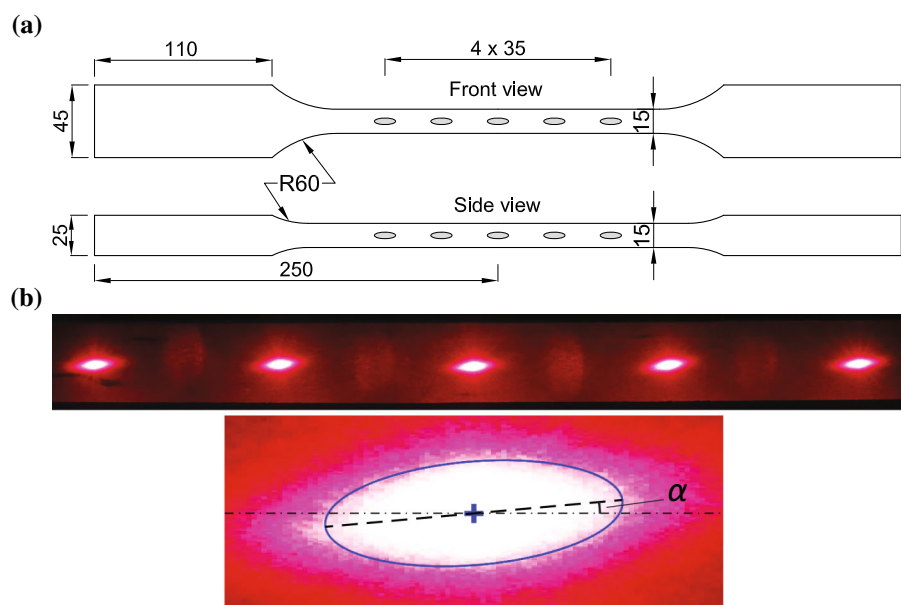 (a)
110
4 x 35
Front view
45
15
R60
Side view
25
15
250
(b)
α